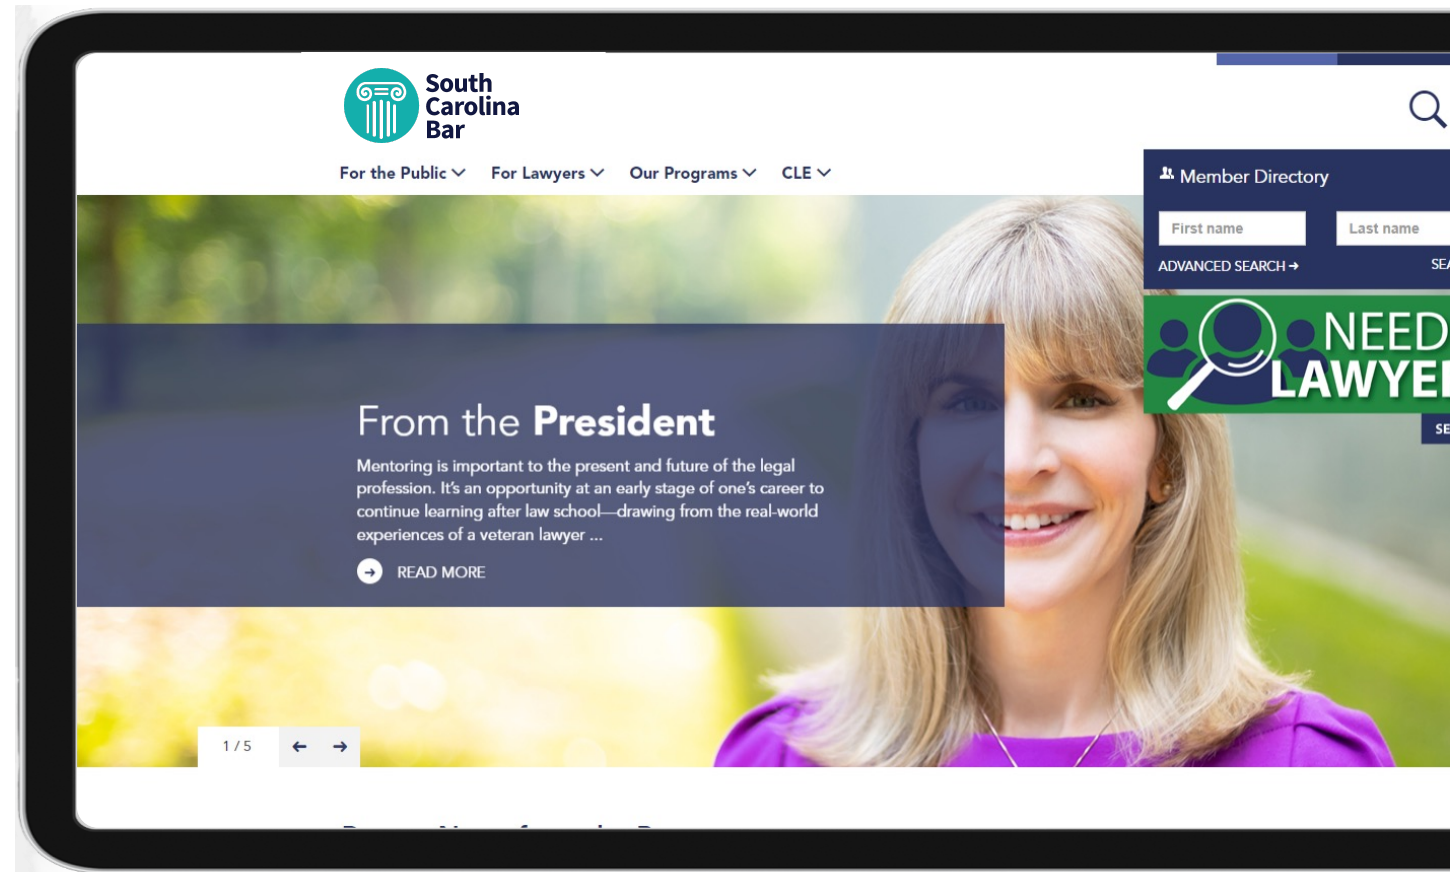 South
Carolina
Bar
For the Public
For Lawyers
Our Programs
CLE
Member Directory
First name
Last name
ADVANCED SEARCH
NEED
From the President
Mentoring is important to the present and future of the legal
profession. It's an opportunity at an early stage of one's career to
continue learning after law school—drawing from the real-world
experiences of a veteran lawyer ...
READ MORE
1 / 5